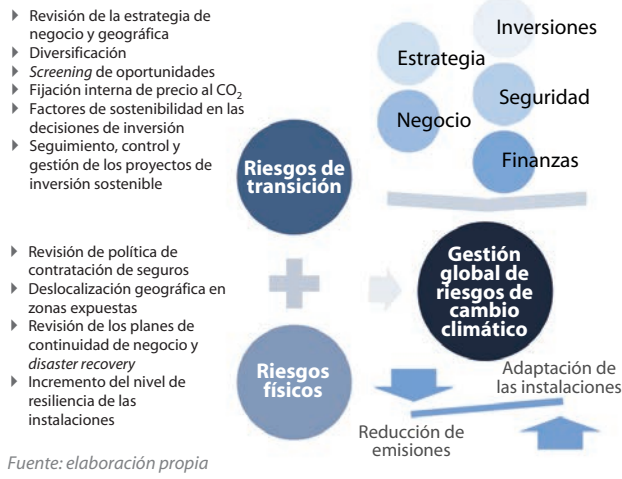 Revisión de la estrategia de
negocio y geográfica
Diversificación
Screening de oportunidades
Fijación interna de precio al CO₂
Factores de sostenibilidad en las
decisiones de inversión
Seguimiento, control y
gestión de los proyectos de
inversión sostenible
Riesgos de
transición
Inversiones
Estrategia
Seguridad
Negocio
Finanzas
Revisión de política de
contratación de seguros
Deslocalización geográfica en
zonas expuestas
Revisión de los planes de
continuidad de negocio y
disaster recovery
Incremento del nivel de
resiliencia de las
instalaciones
Riesgos
físicos
Gestión
global de
riesgos de
cambio
climático
Adaptación de
las instalaciones
Reducción de
emisiones
Fuente: elaboración propia